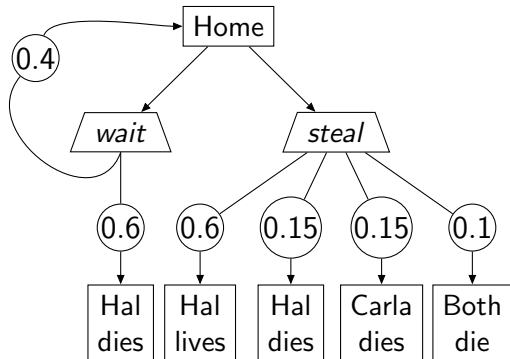 Home
0.4
wait
steal
0.6
0.6
0.15
0.15
0.1
Hal
dies
Hal
lives
Hal
dies
Carla
dies
Both
die